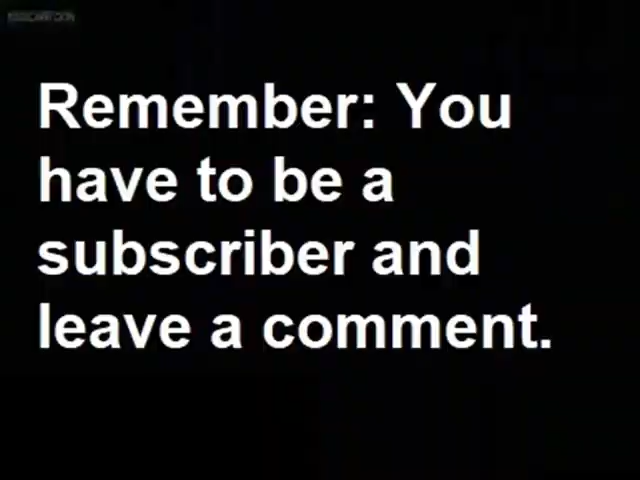 Remember: You
have to be a
subscriber and
leave a comment.